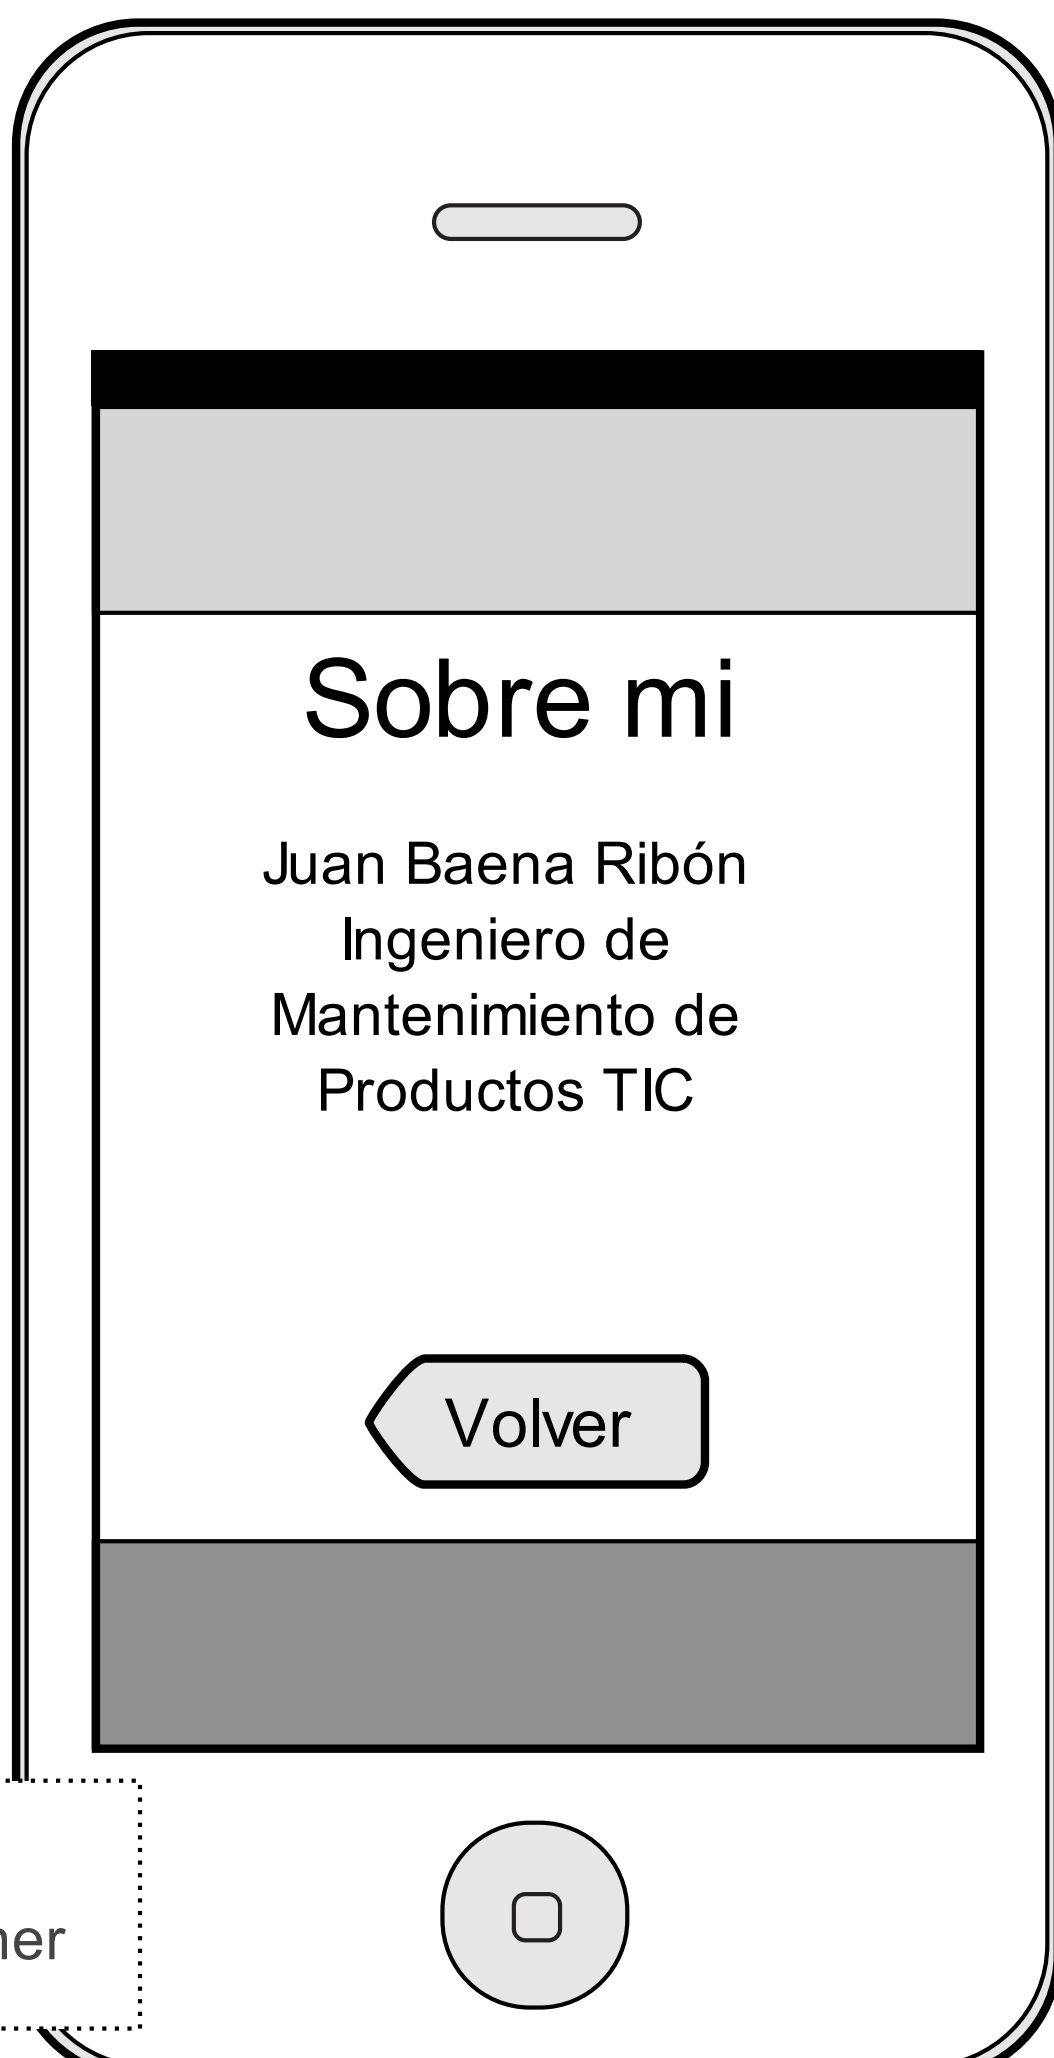 Sobre mi
Juan Baena Ribón
Ingeniero de
Mantenimiento de
Productos TIC
Volver